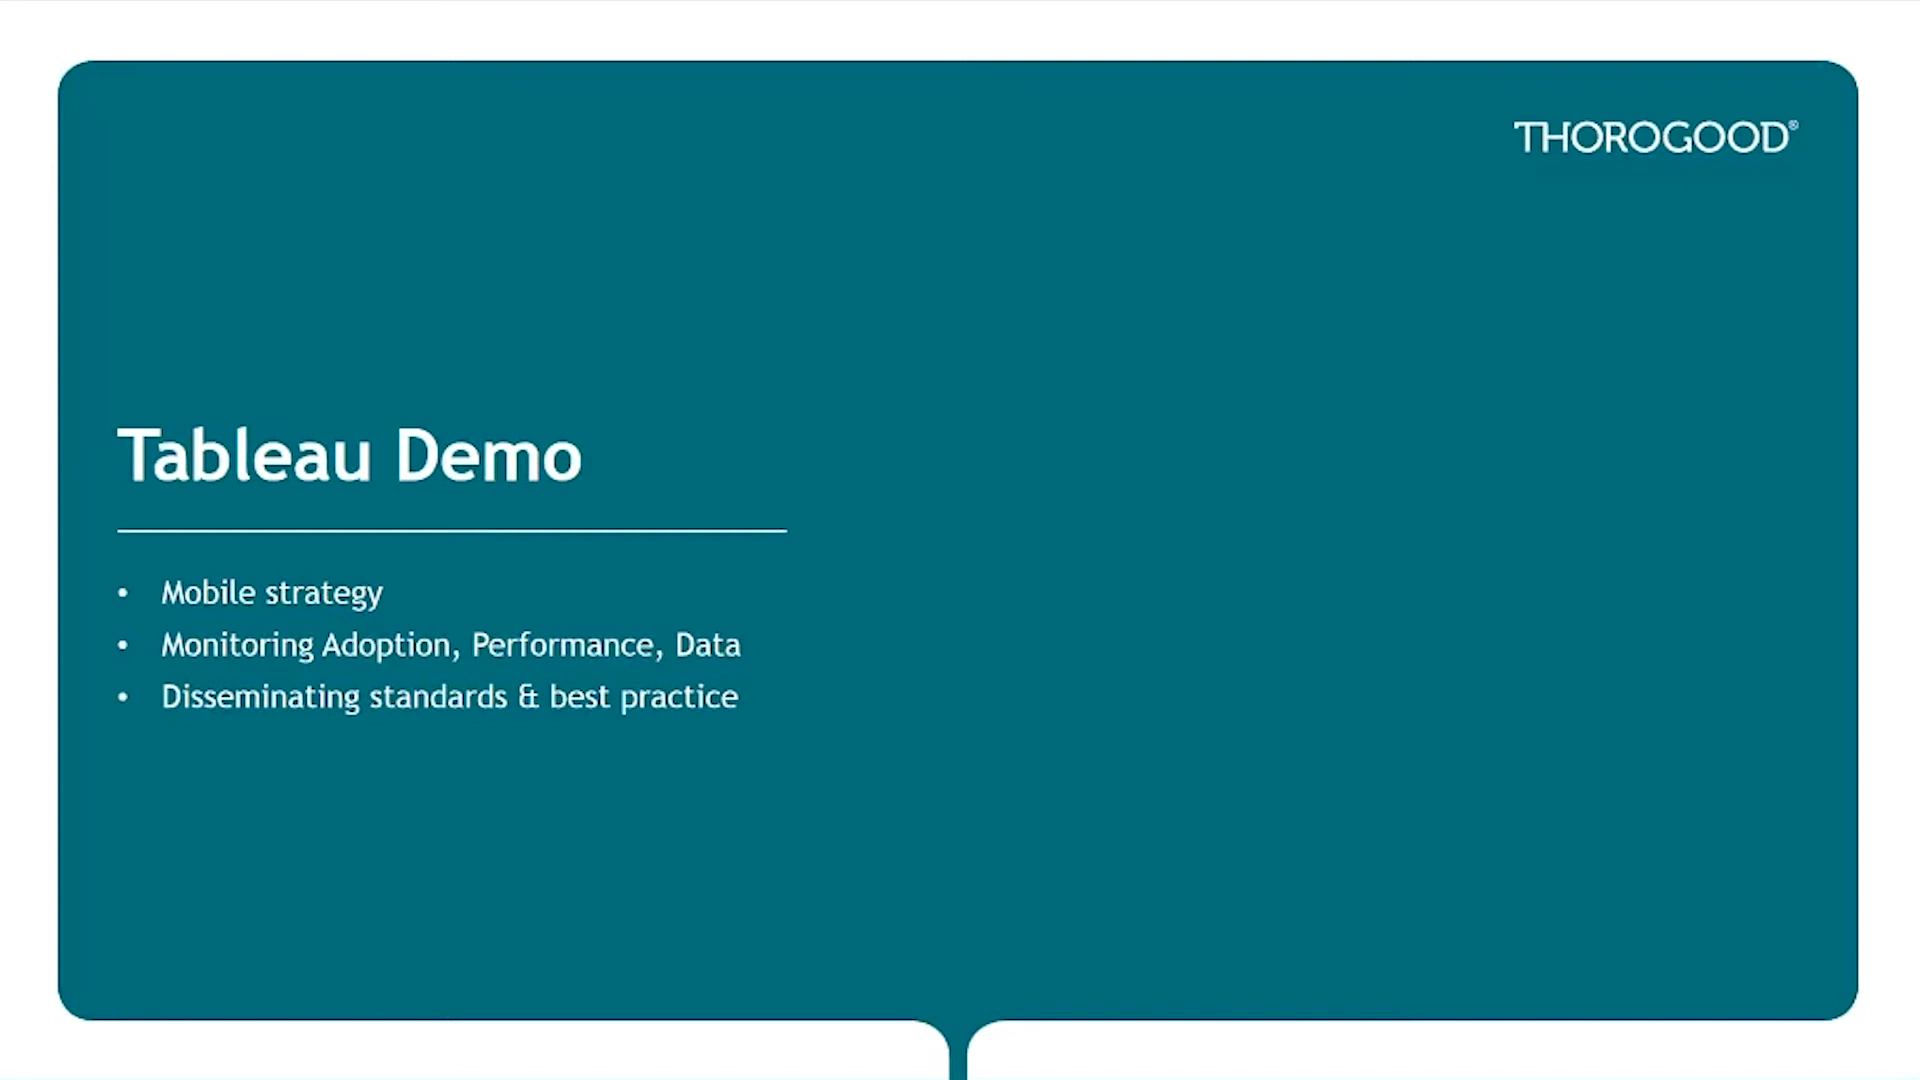 THOROGOOD®
Tableau Demo
• Mobile strategy
• Monitoring Adoption, Performance, Data
• Disseminating standards & best practice